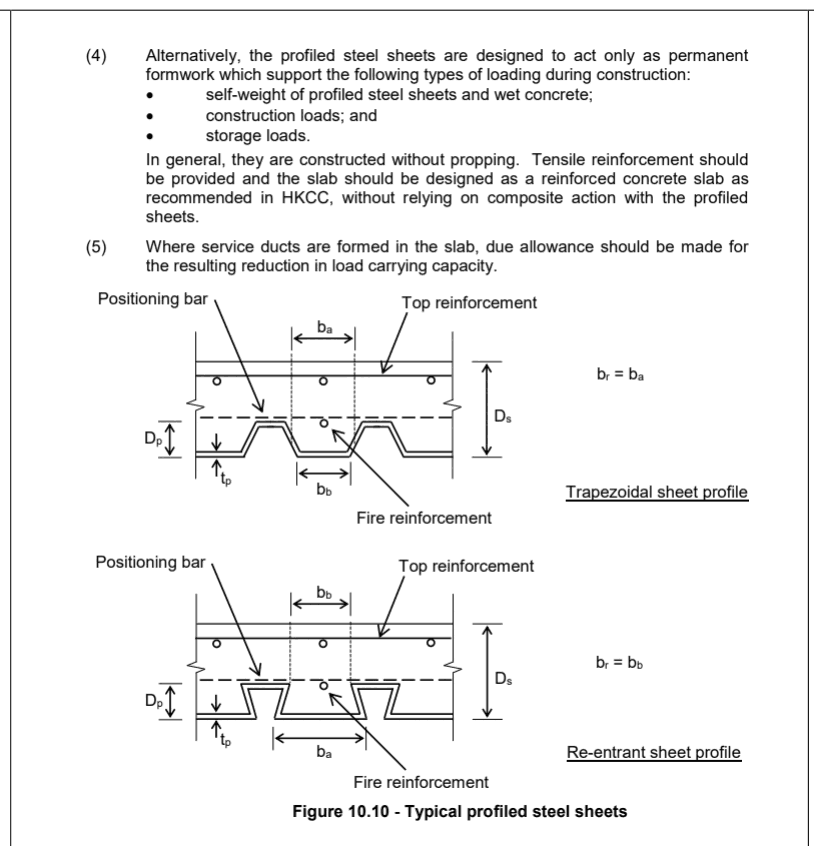 (4) Alternatively, the profiled steel sheets are designed to act only as permanent
formwork which support the following types of loading during construction:
• self-weight of profiled steel sheets and wet concrete;
• construction loads; and
• storage loads.
In general, they are constructed without propping. Tensile reinforcement should
be provided and the slab should be designed as a reinforced concrete slab as
recommended in HKCC, without relying on composite action with the profiled
sheets.
(5) Where service ducts are formed in the slab, due allowance should be made for
the resulting reduction in load carrying capacity.
Positioning bar
Top reinforcement
ba
br = ba
Ds
Dp
tp
bb
Trapezoidal sheet profile
Fire reinforcement
Positioning bar
Top reinforcement
bb
br = bb
Ds
Dp
tp
ba
Re-entrant sheet profile
Fire reinforcement
Figure 10.10 - Typical profiled steel sheets